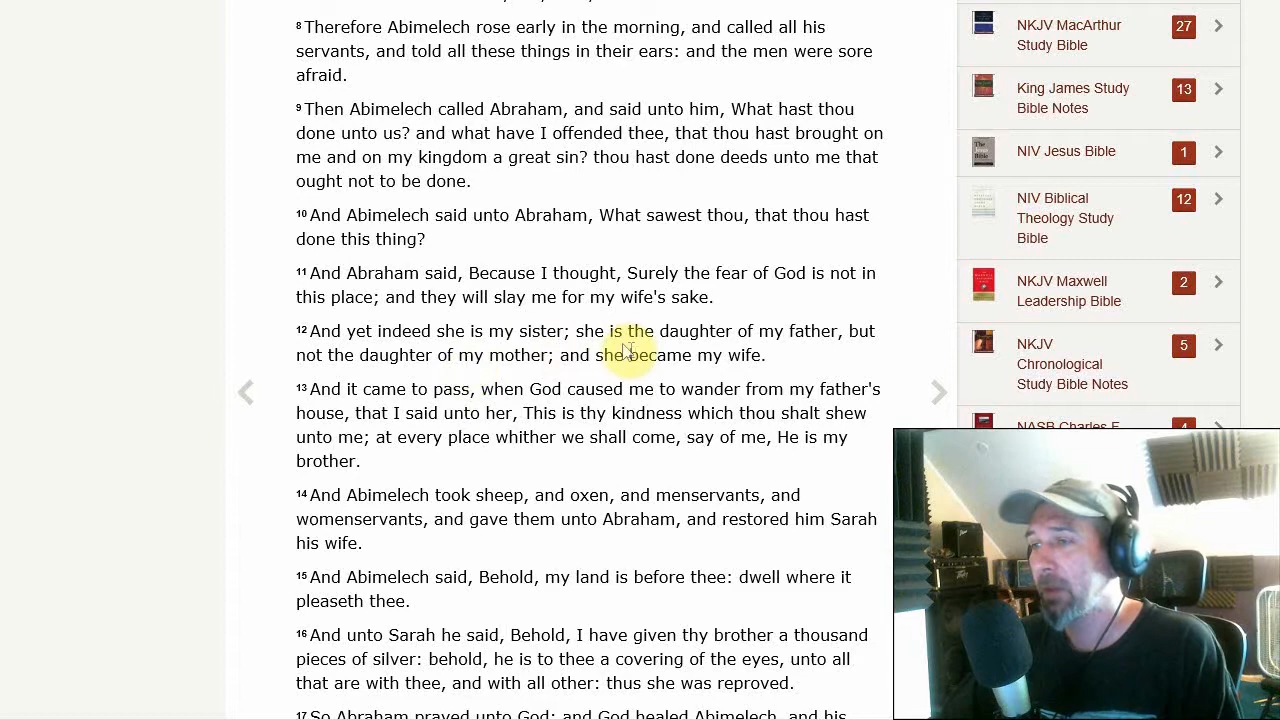 8 Therefore Abimelech rose early in the morning, and called all his
servants, and told all these things in their ears: and the men were sore
afraid.
9 Then Abimelech called Abraham, and said unto him, What hast thou
done unto us? and what have I offended thee, that thou hast brought on
me and on my kingdom a great sin? thou hast done deeds unto me that
ought not to be done.
10 And Abimelech said unto Abraham, What sawest thou, that thou hast
done this thing?
11 And Abraham said, Because I thought, Surely the fear of God is not in
this place; and they will slay me for my wife's sake.
12 And yet indeed she is my sister; she is the daughter of my father, but
not the daughter of my mother; and she became my wife.
13 And it came to pass, when God caused me to wander from my father's
house, that I said unto her, This is thy kindness which thou shalt shew
unto me; at every place whither we shall come, say of me, He is my
brother.
14 And Abimelech took sheep, and oxen, and menservants, and
womenservants, and gave them unto Abraham, and restored him Sarah
his wife.
15 And Abimelech said, Behold, my land is before thee: dwell where it
pleaseth thee.
16 And unto Sarah he said, Behold, I have given thy brother a thousand
pieces of silver: behold, he is to thee a covering of the eyes, unto all
that are with thee, and with all other: thus she was reproved.
17 So Abraham prayed unto God: and God healed Abimelech, and his
NKJV MacArthur 27
Study Bible
King James Study 13
Bible Notes
NIV Jesus Bible 1
NIV Biblical 12
Theology Study
Bible
NKJV Maxwell 2
Leadership Bible
NKJV 5
Chronological
Study Bible Notes
NASB Charles F. 4